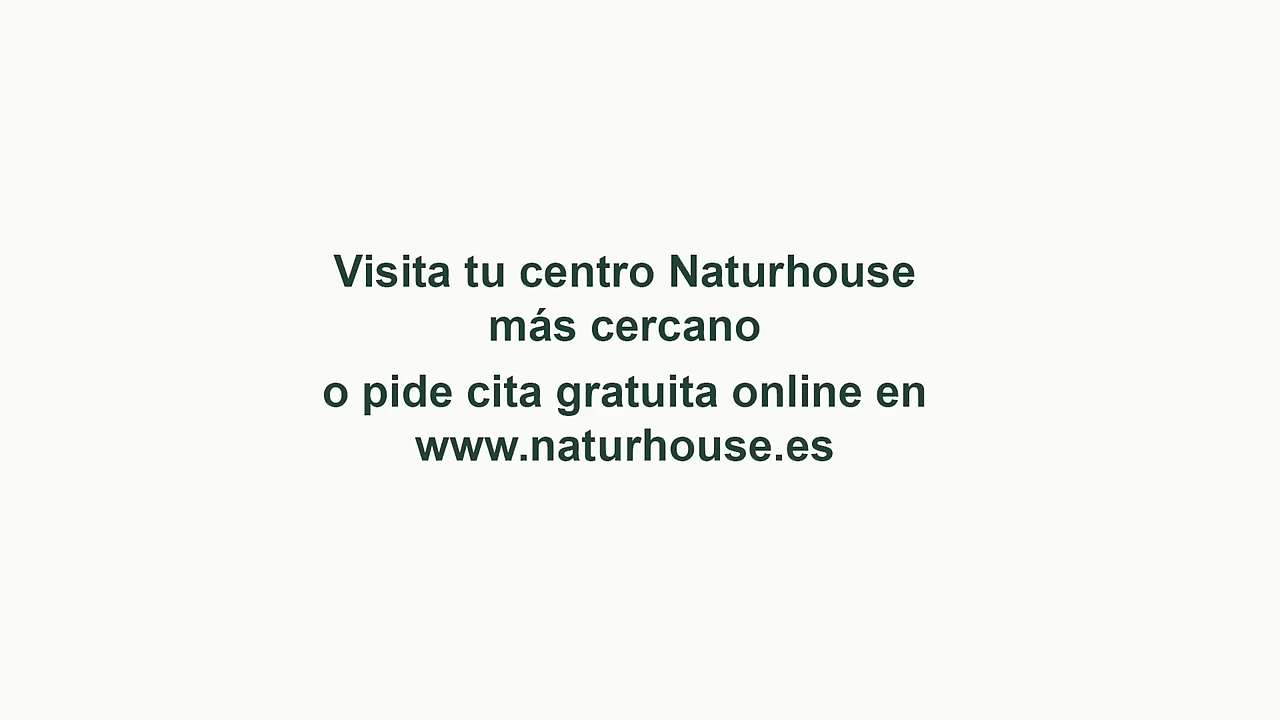 Visita tu centro Naturhouse
más cercano
o pide cita gratuita online en
www.naturhouse.es